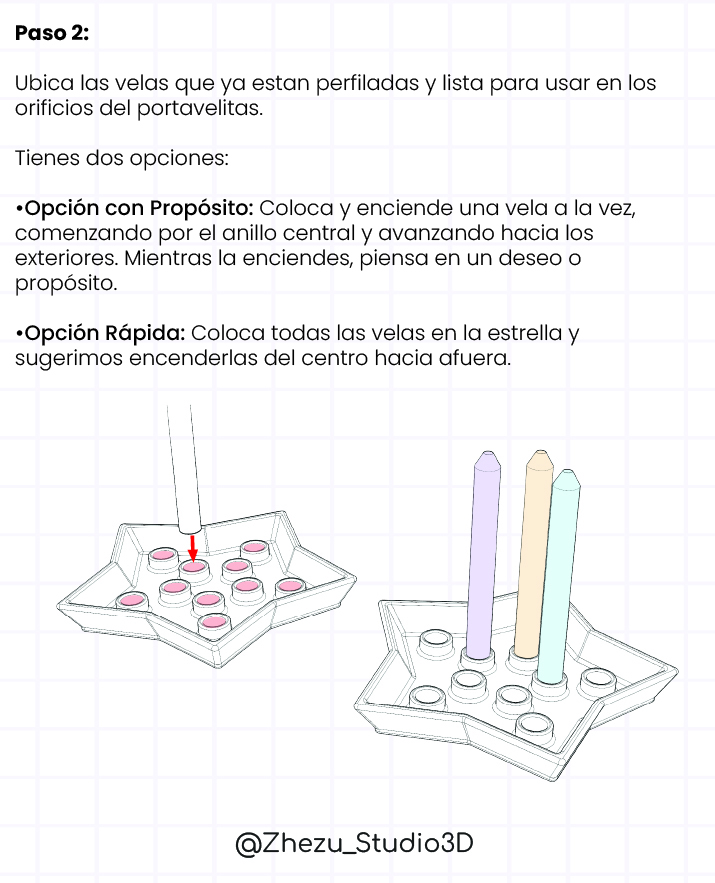 Paso 2:
Ubica las velas que ya estan perfiladas y lista para usar en los
orificios del portavelitas.
Tienes dos opciones:
•Opción con Propósito: Coloca y enciende una vela a la vez,
comenzando por el anillo central y avanzando hacia los
exteriores. Mientras la enciendes, piensa en un deseo o
propósito.
•Opción Rápida: Coloca todas las velas en la estrella y
sugerimos encenderlas del centro hacia afuera.
@Zhezu_Studio3D